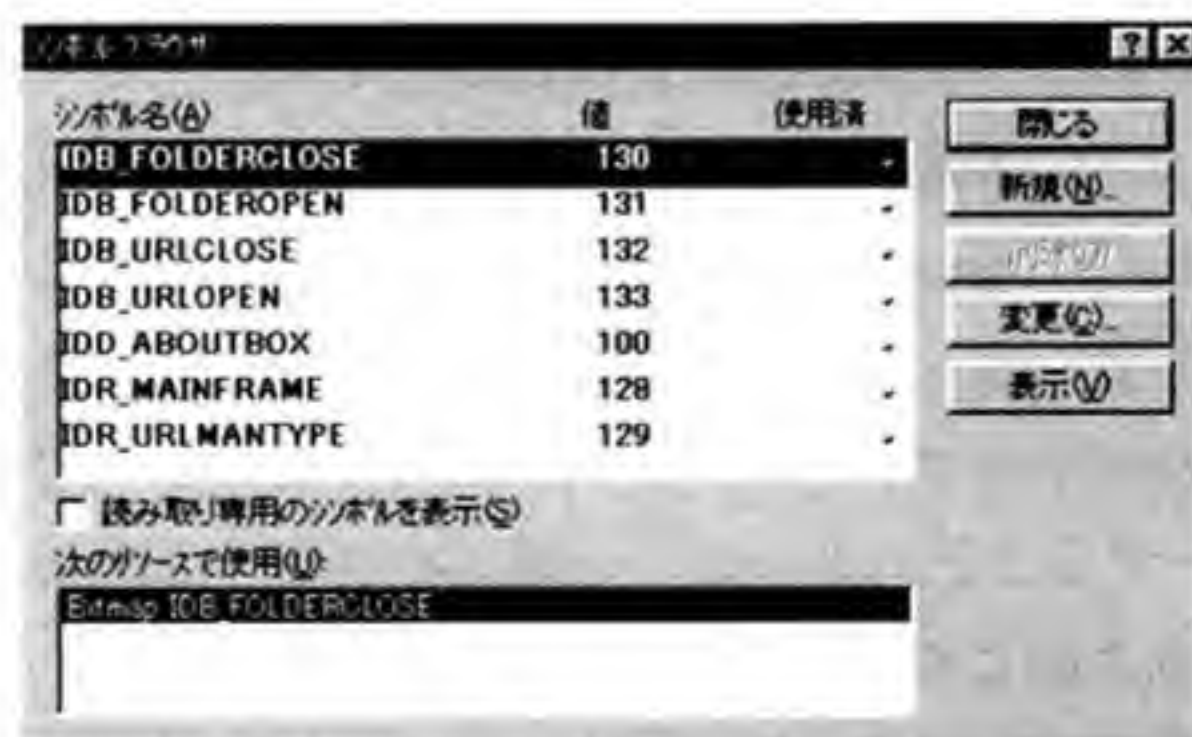 シンボル ブラウザ
シンボル名(A) 値 使用済
IDB_FOLDERCLOSE 130
IDB_FOLDEROPEN 131
IDB_URLCLOSE 132
IDB_URLOPEN 133
IDD_ABOUTBOX 100
IDR_MAINFRAME 128
IDR_URLMANTYPE 129
読み取り専用のシンボルを表示(S)
次のリソースで使用(U):
Bitmap IDB_FOLDERCLOSE
閉じる
新規(N)...
変更(C)...
表示(V)